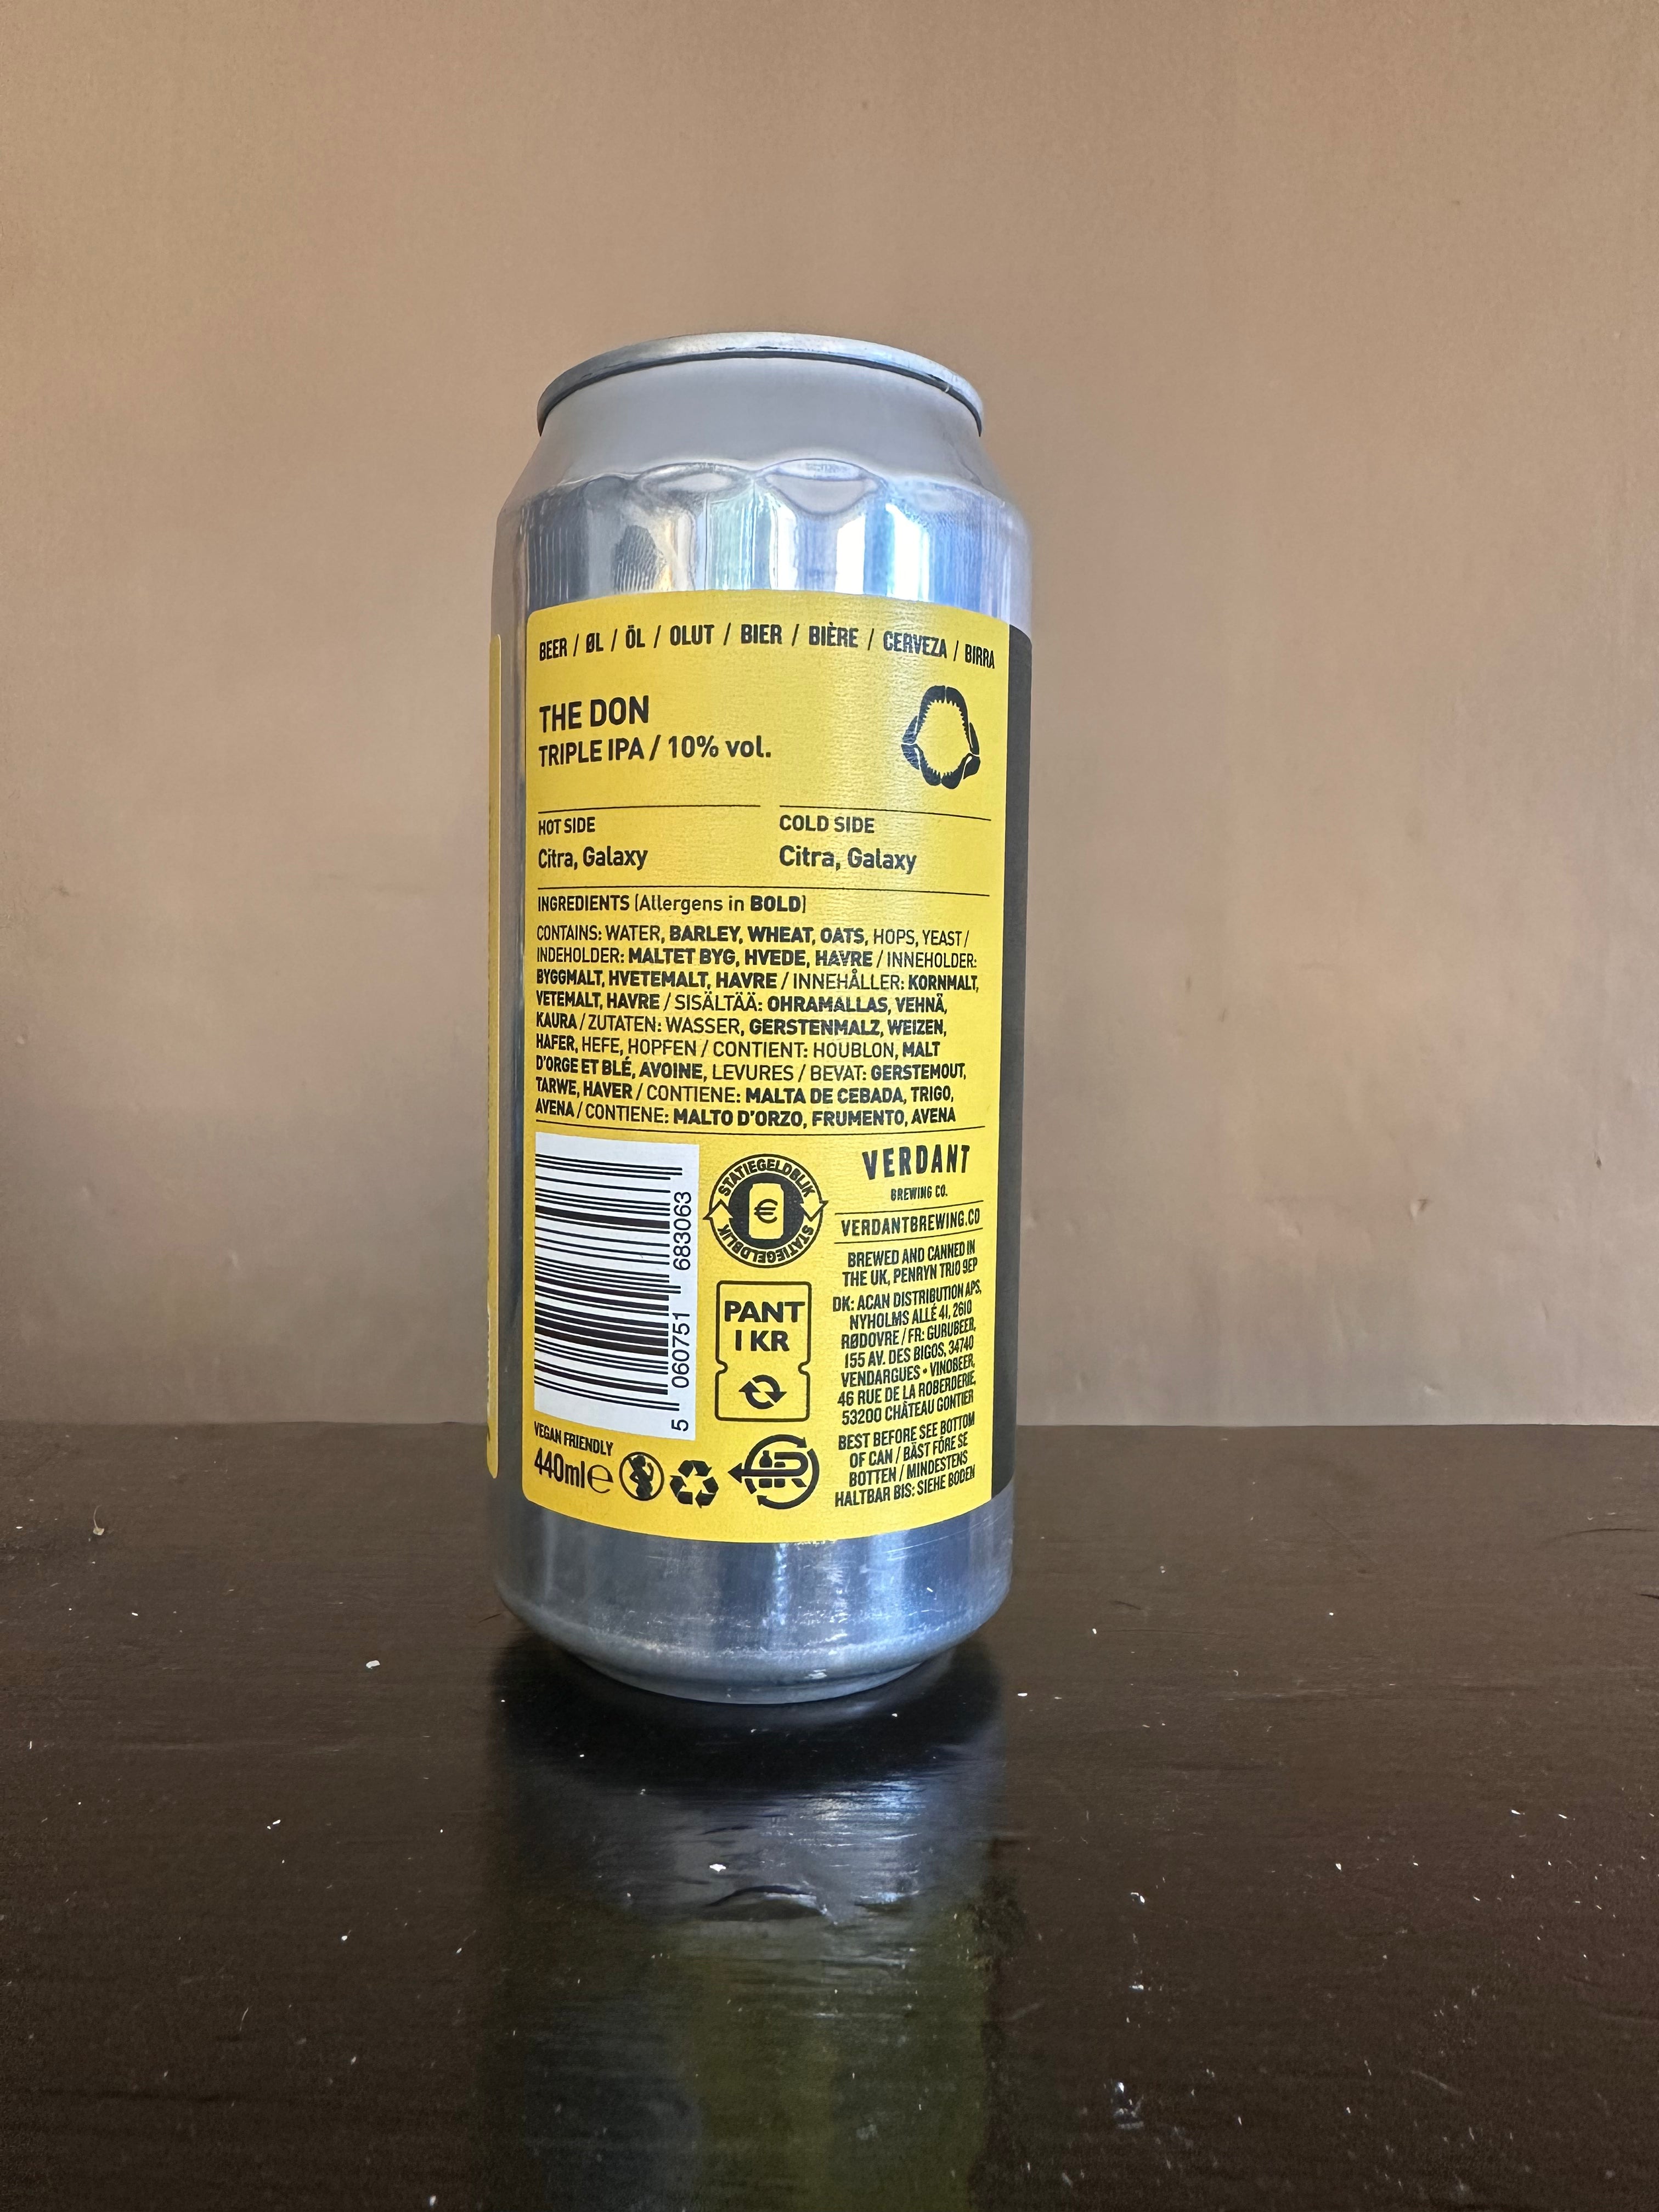 BEER / ØL / ÖL / OLUT / BIER / BIÈRE / CERVEZA / BIRRA
THE DON
TRIPLE IPA / 10% vol.
HOT SIDE
Citra, Galaxy
COLD SIDE
Citra, Galaxy
INGREDIENTS (Allergens in BOLD)
CONTAINS: WATER, BARLEY, WHEAT, OATS, HOPS, YEAST /
INDEHOLDER: MALTET BYG, HVEDE, HAVRE / INNEHOLDER:
BYGGMALT, HVETEMALT, HAVRE / INNEHÅLLER: KORNMALT,
VETEMALT, HAVRE / SISÄLTÄÄ: OHRAMALLAS, VEHNÄ,
KAURA / ZUTATEN: WASSER, GERSTENMALZ, WEIZEN,
HAFER, HEFE, HOPFEN / CONTIENT: HOUBLON, MALT
D'ORGE ET BLÉ, AVOINE, LEVURES / BEVAT: GERSTEMOUT,
TARWE, HAVER / CONTIENE: MALTA DE CEBADA, TRIGO,
AVENA / CONTIENE: MALTO D'ORZO, FRUMENTO, AVENA
5 060751 683063
STATIEGELDBLIK
€
STATIEGELDBLIK
STATIEGELDBLIK
PANT
1 KR
VEGAN FRIENDLY
440ml e
VERDANT
BREWING CO.
VERDANTBREWING.CO
BREWED AND CANNED IN
THE UK, PENRYN TR10 9EP
DK: ACAN DISTRIBUTION APS,
NYHOLMS ALLÉ 41, 2610
RØDOVRE / FR: GURUBEER,
155 AV. DES BIGOS, 34740
VENDARGUES • VINOBEER,
46 RUE DE LA ROBERDERIE,
53200 CHÂTEAU GONTIER
BEST BEFORE SEE BOTTOM
OF CAN / BÄST FÖRE SE
BOTTEN / MINDESTENS
HALTBAR BIS: SIEHE BODEN